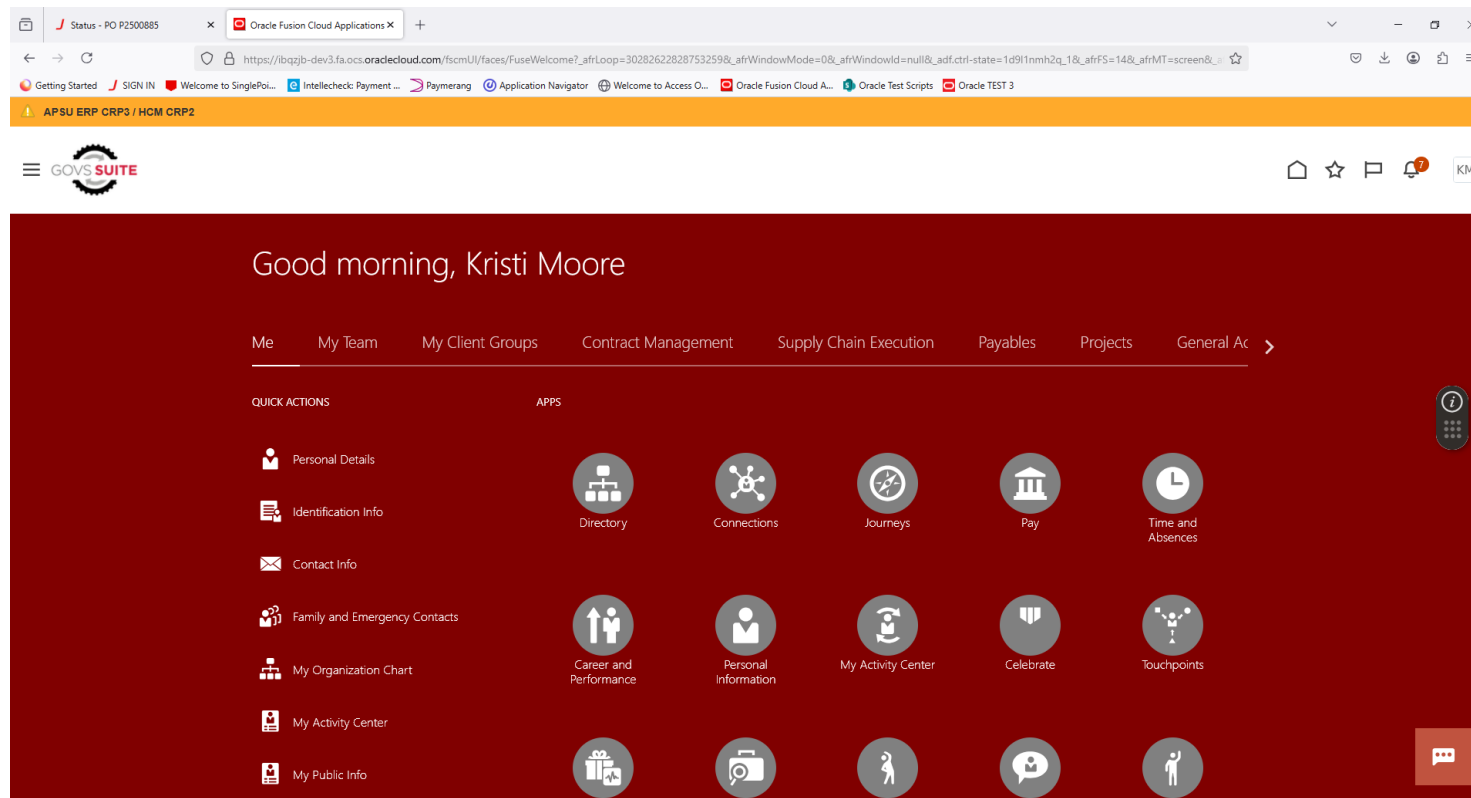 Status - PO P2500885
Oracle Fusion Cloud Applications
https://ibqzjb-dev3.fa.ocs.oraclecloud.com/fscmUI/faces/FuseWelcome?_afrLoop=30282622828753259&_afrWindowMode=0&_afrWindowId=null&_adf.ctrl-state=1d9l1nmh2q_1&_afrFS=14&_afrMT=screen&_
Getting Started SIGN IN Welcome to SinglePoi... Intellecheck: Payment ... Paymerang Application Navigator Welcome to Access O... Oracle Fusion Cloud A... Oracle Test Scripts Oracle TEST 3
APSU ERP CRP3 / HCM CRP2
GOVS SUITE
7
KM
Good morning, Kristi Moore
Me My Team My Client Groups Contract Management Supply Chain Execution Payables Projects General Ac
QUICK ACTIONS APPS
Personal Details
Identification Info
Contact Info
Family and Emergency Contacts
My Organization Chart
My Activity Center
My Public Info
Directory
Connections
Journeys
Pay
Time and
Absences
Career and
Performance
Personal
Information
My Activity Center
Celebrate
Touchpoints